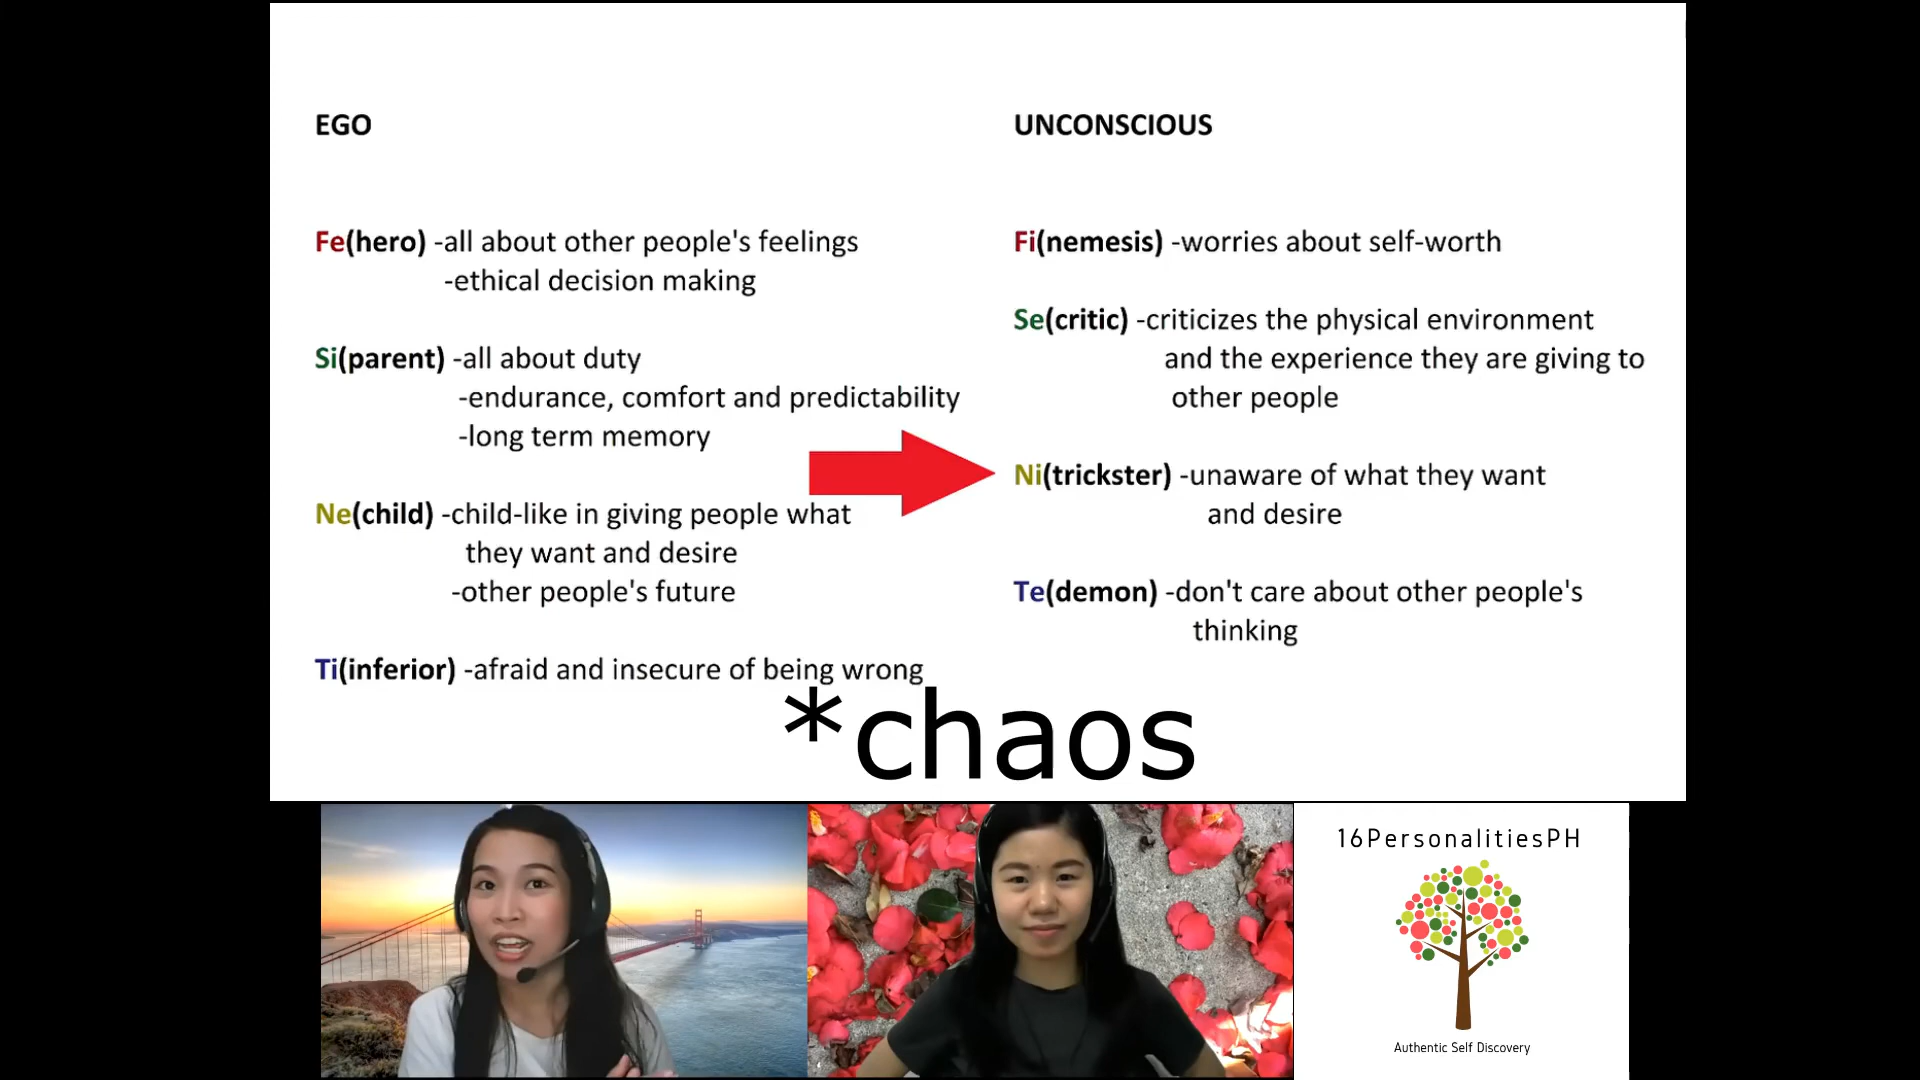 EGO
Fe(hero) -all about other people's feelings
-ethical decision making
Si(parent) -all about duty
-endurance, comfort and predictability
-long term memory
Ne(child) -child-like in giving people what
they want and desire
-other people's future
Ti(inferior) -afraid and insecure of being wrong
UNCONSCIOUS
Fi(nemesis) -worries about self-worth
Se(critic) -criticizes the physical environment
and the experience they are giving to
other people
Ni(trickster) -unaware of what they want
and desire
Te(demon) -don't care about other people's
thinking
*chaos
16PersonalitiesPH
Authentic Self Discovery